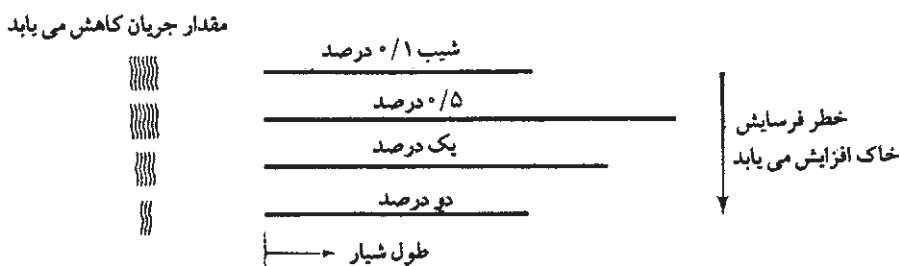 مقدار جریان کاهش می یابد
شیب ۰/۱ درصد
۰/۵ درصد
یک درصد
دو درصد
طول شیار
خطر فرسایش
خاک افزایش می یابد